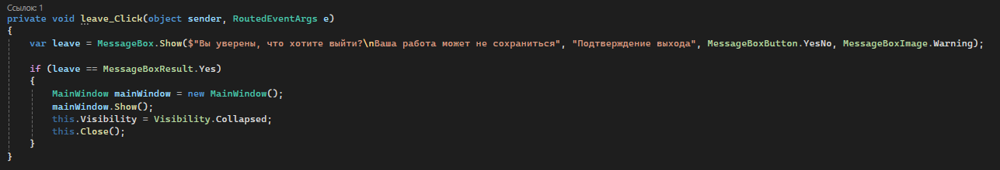 Ссылок: 1
private void leave_Click(object sender, RoutedEventArgs e)
{
var leave = MessageBox.Show($"Вы уверены, что хотите выйти?\nВаша работа может не сохраниться", "Подтверждение выхода", MessageBoxButton.YesNo, MessageBoxImage.Warning);
if (leave == MessageBoxResult.Yes)
{
MainWindow mainWindow = new MainWindow();
mainWindow.Show();
this.Visibility = Visibility.Collapsed;
this.Close();
}
}